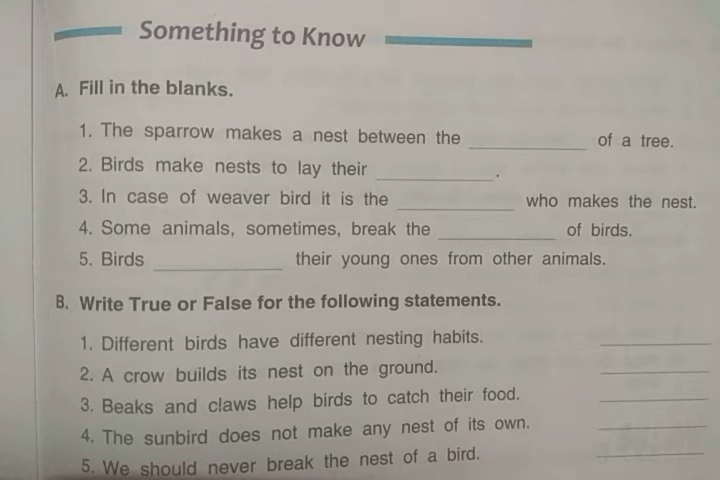 Something to Know
A. Fill in the blanks.
1. The sparrow makes a nest between the ____________ of a tree.
2. Birds make nests to lay their ____________.
3. In case of weaver bird it is the ____________ who makes the nest.
4. Some animals, sometimes, break the ____________ of birds.
5. Birds ____________ their young ones from other animals.
B. Write True or False for the following statements.
1. Different birds have different nesting habits. ____________
2. A crow builds its nest on the ground. ____________
3. Beaks and claws help birds to catch their food. ____________
4. The sunbird does not make any nest of its own. ____________
5. We should never break the nest of a bird. ____________